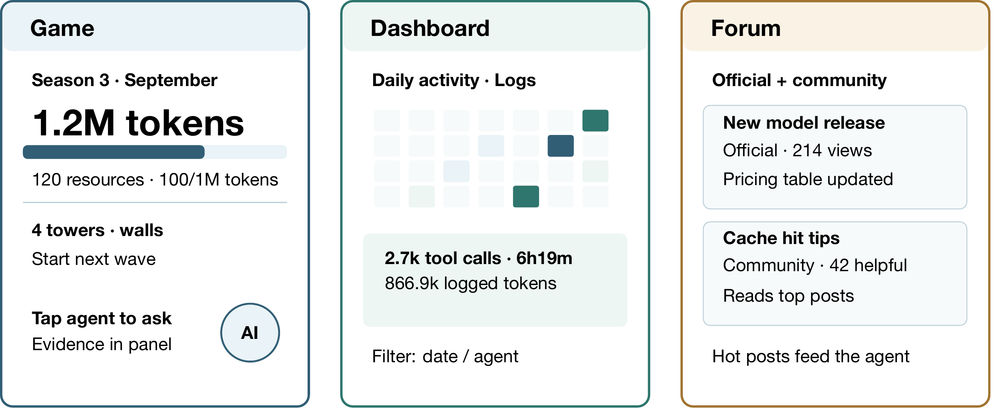 Game
Season 3 · September
1.2M tokens
120 resources · 100/1M tokens
4 towers · walls
Start next wave
Tap agent to ask
Evidence in panel
AI
Dashboard
Daily activity · Logs
2.7k tool calls · 6h19m
866.9k logged tokens
Filter: date / agent
Forum
Official + community
New model release
Official · 214 views
Pricing table updated
Cache hit tips
Community · 42 helpful
Reads top posts
Hot posts feed the agent